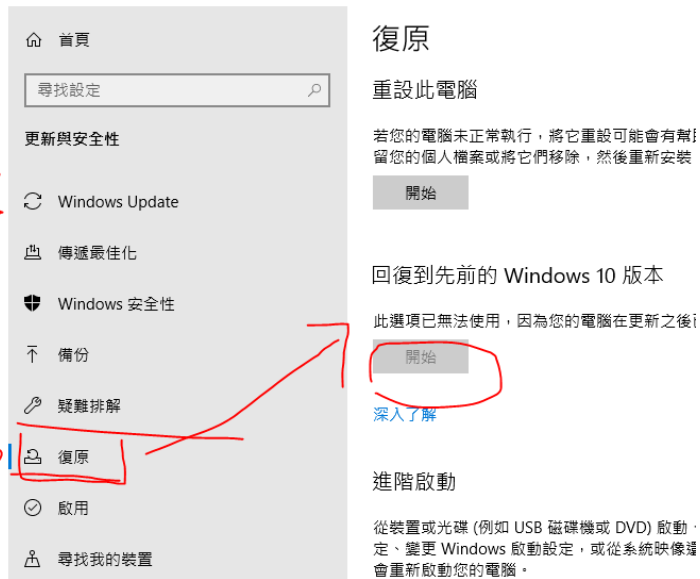 首頁
尋找設定
更新與安全性
Windows Update
傳遞最佳化
Windows 安全性
備份
疑難排解
復原
啟用
尋找我的裝置
復原
重設此電腦
若您的電腦未正常執行，將它重設可能會有幫
留您的個人檔案或將它們移除，然後重新安裝
開始
回復到先前的 Windows 10 版本
此選項已無法使用，因為您的電腦在更新之後
開始
深入了解
進階啟動
從裝置或光碟 (例如 USB 磁碟機或 DVD) 啟動、
定、變更 Windows 啟動設定，或從系統映像還
會重新啟動您的電腦。